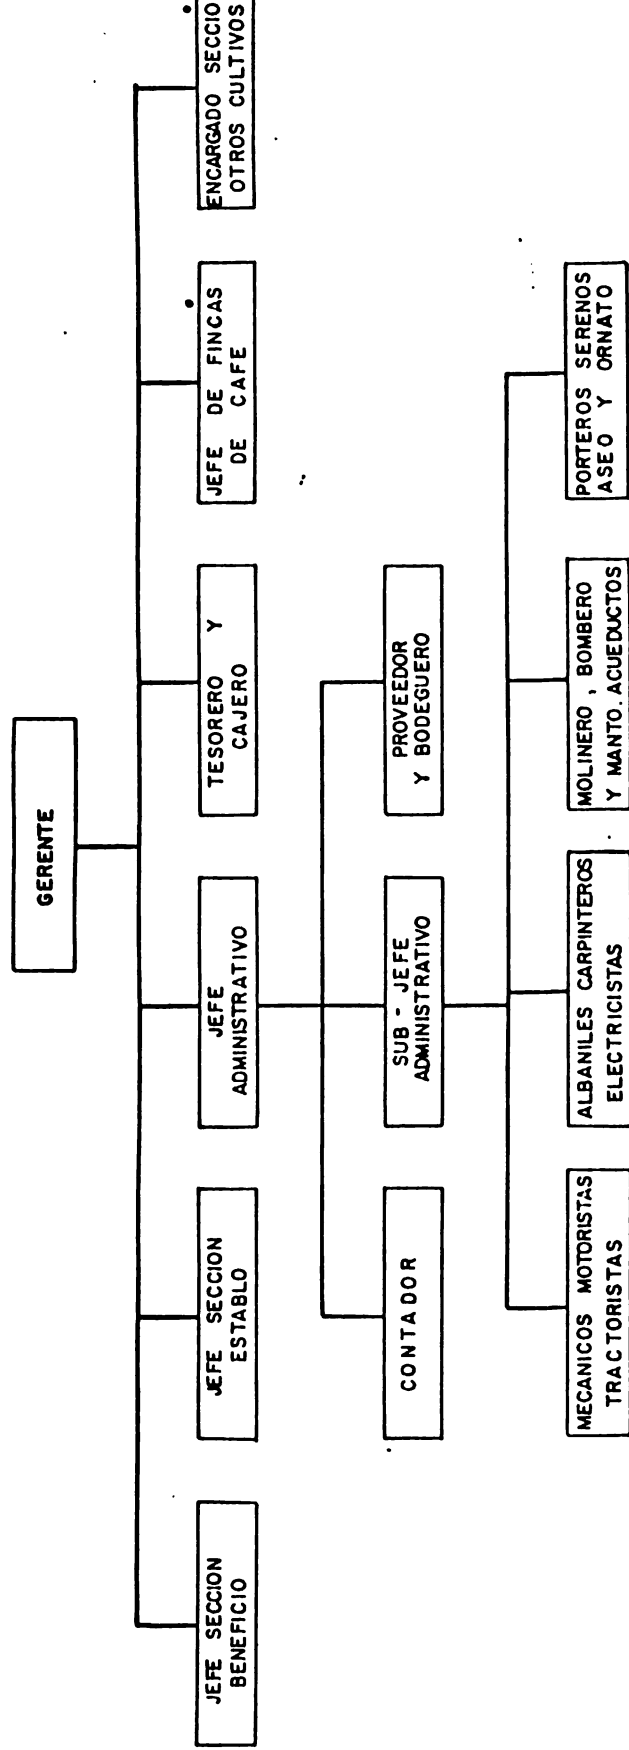 GERENTE
JEFE SECCION
BENEFICIO
JEFE SECCION
ESTABLO
JEFE
ADMINISTRATIVO
TESORERO Y
CAJERO
JEFE DE FINCAS
DE CAFE
ENCARGADO SECCIO
OTROS CULTIVOS
CONTADOR
SUB - JEFE
ADMINISTRATIVO
PROVEEDOR
Y BODEGUERO
MECANICOS MOTORISTAS
TRACTORISTAS
ALBANILES CARPINTEROS
ELECTRICISTAS
MOLINERO , BOMBERO
Y MANTO. ACUEDUCTOS
PORTEROS SERENOS
ASEO Y ORNATO